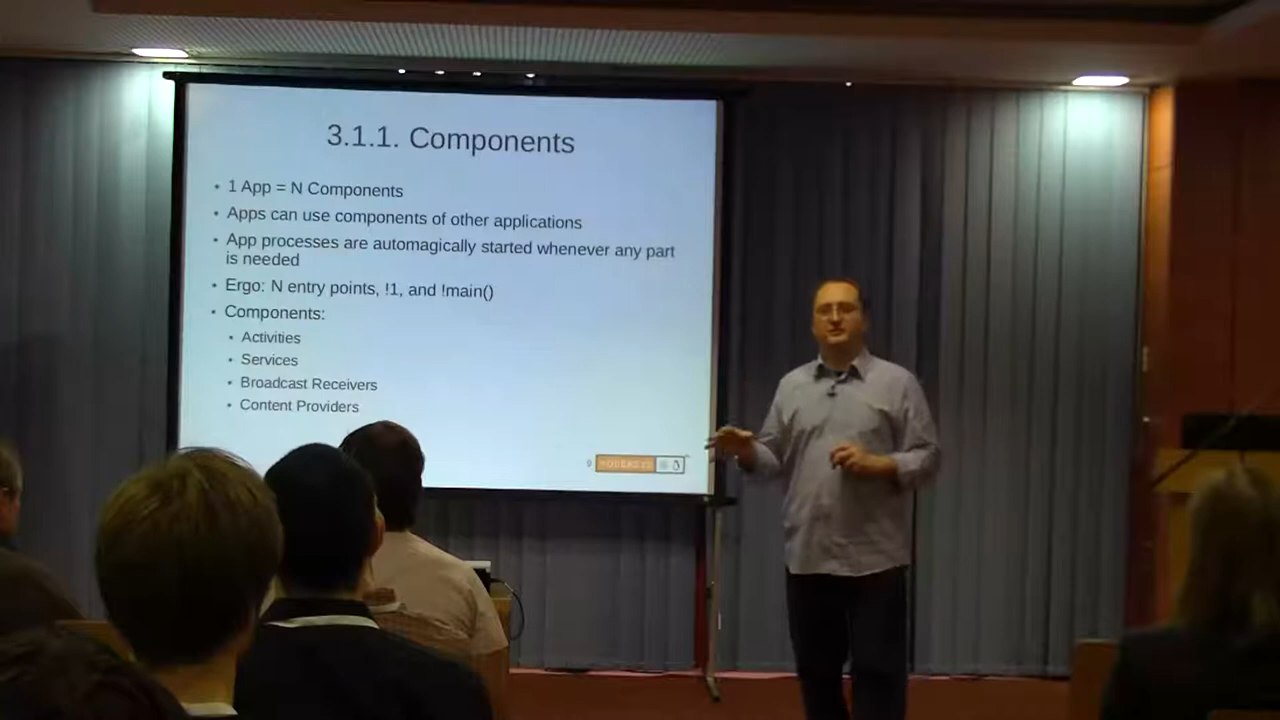 3.1.1. Components
• 1 App = N Components
• Apps can use components of other applications
• App processes are automagically started whenever any part
is needed
• Ergo: N entry points, !1, and !main()
• Components:
• Activities
• Services
• Broadcast Receivers
• Content Providers
9